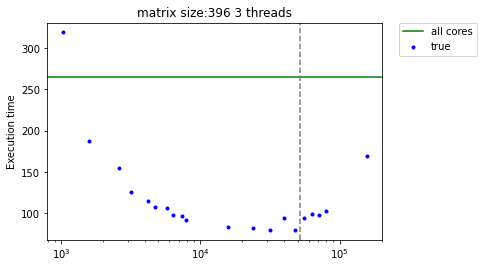 matrix size:396 3 threads
all cores
true
Execution time
300
250
200
150
100
10³
10⁴
10⁵